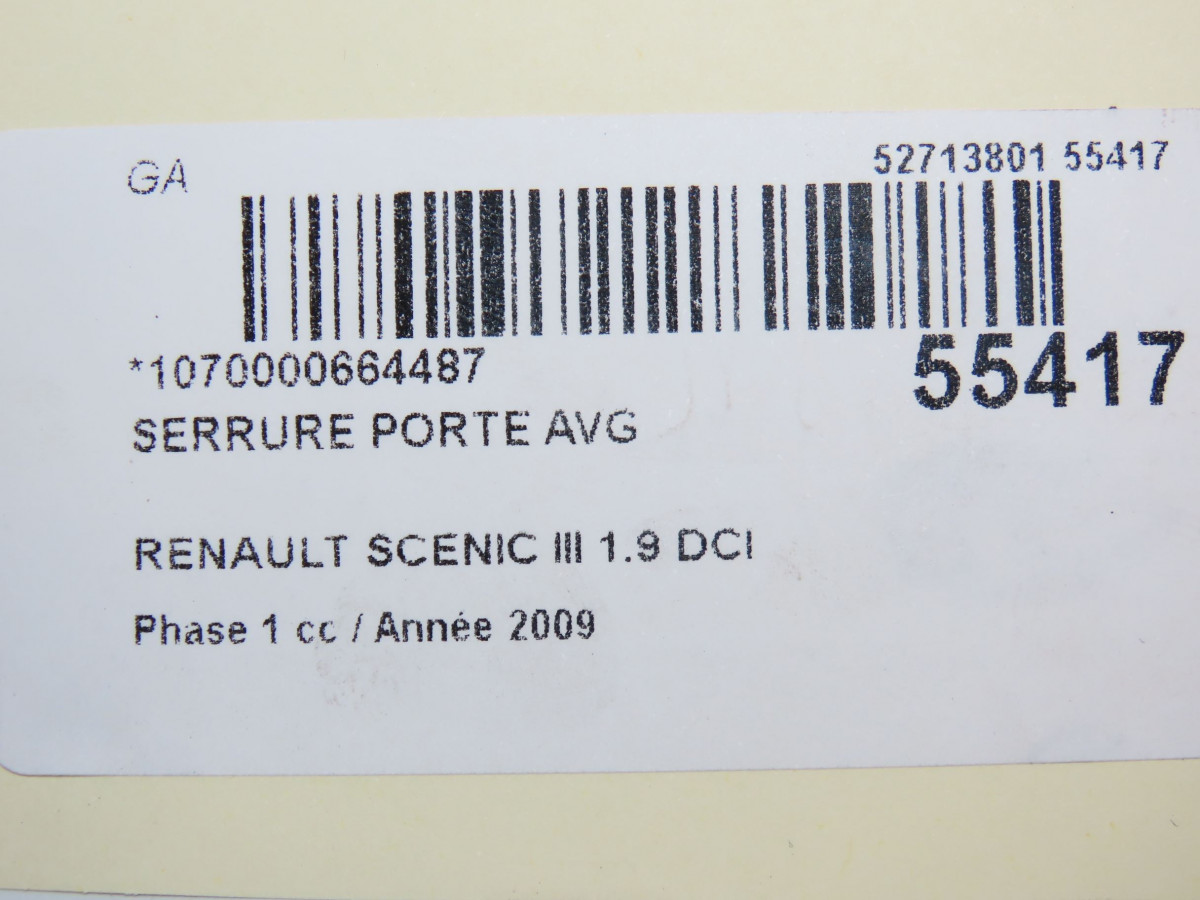 GA
52713801 55417
*1070000664487
55417
SERRURE PORTE AVG
RENAULT SCENIC III 1.9 DCI
Phase 1 cc / Année 2009